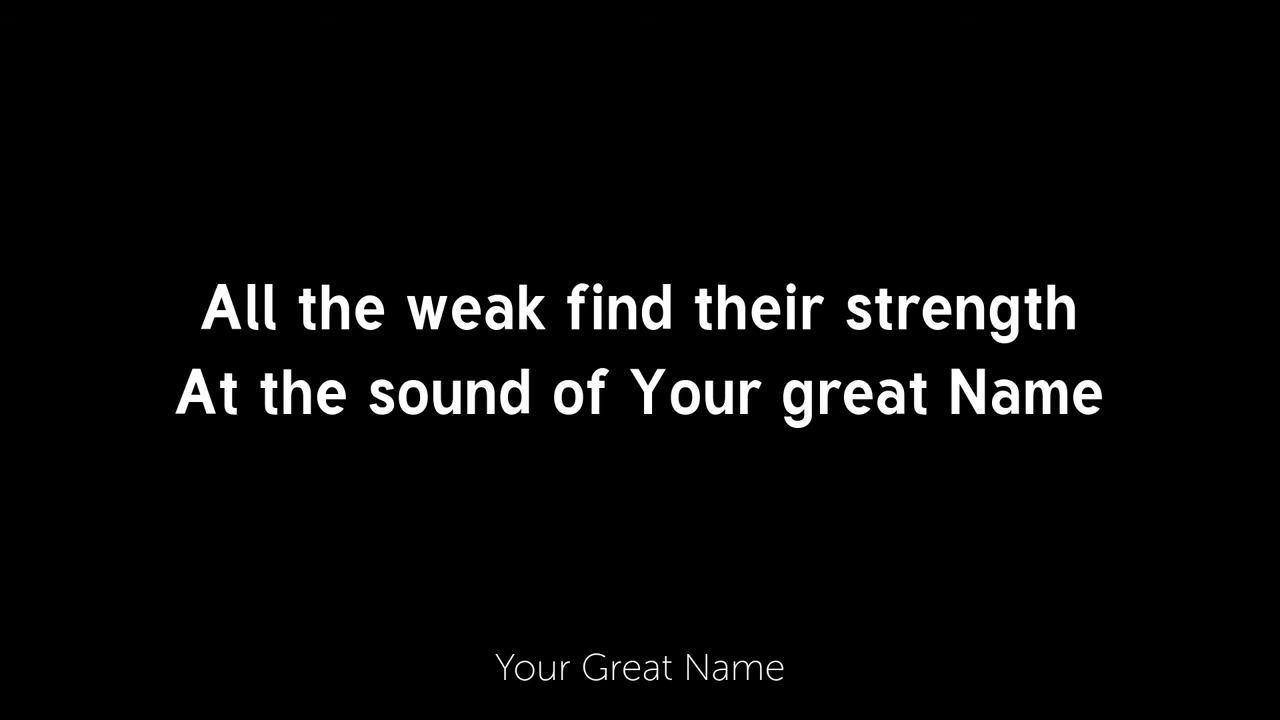 All the weak find their strength
At the sound of Your great Name
Your Great Name